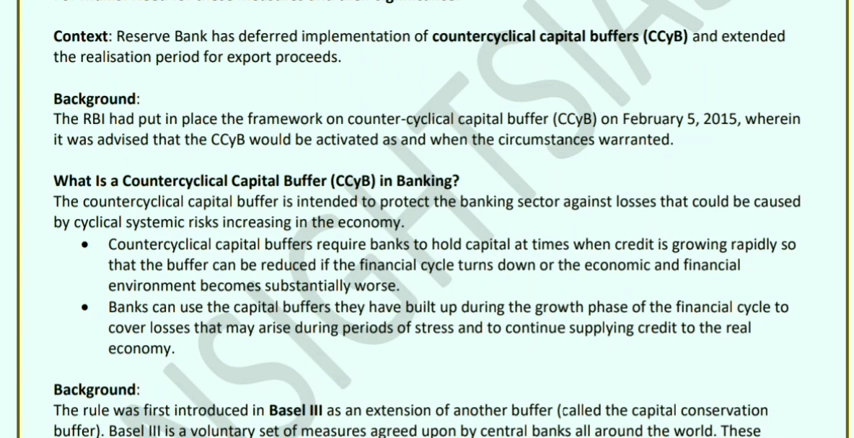 Context: Reserve Bank has deferred implementation of countercyclical capital buffers (CCyB) and extended
the realisation period for export proceeds.
Background:
The RBI had put in place the framework on counter-cyclical capital buffer (CCyB) on February 5, 2015, wherein
it was advised that the CCyB would be activated as and when the circumstances warranted.
What Is a Countercyclical Capital Buffer (CCyB) in Banking?
The countercyclical capital buffer is intended to protect the banking sector against losses that could be caused
by cyclical systemic risks increasing in the economy.
• Countercyclical capital buffers require banks to hold capital at times when credit is growing rapidly so
that the buffer can be reduced if the financial cycle turns down or the economic and financial
environment becomes substantially worse.
• Banks can use the capital buffers they have built up during the growth phase of the financial cycle to
cover losses that may arise during periods of stress and to continue supplying credit to the real
economy.
Background:
The rule was first introduced in Basel III as an extension of another buffer (called the capital conservation
buffer). Basel III is a voluntary set of measures agreed upon by central banks all around the world. These
NSIGHTSIA